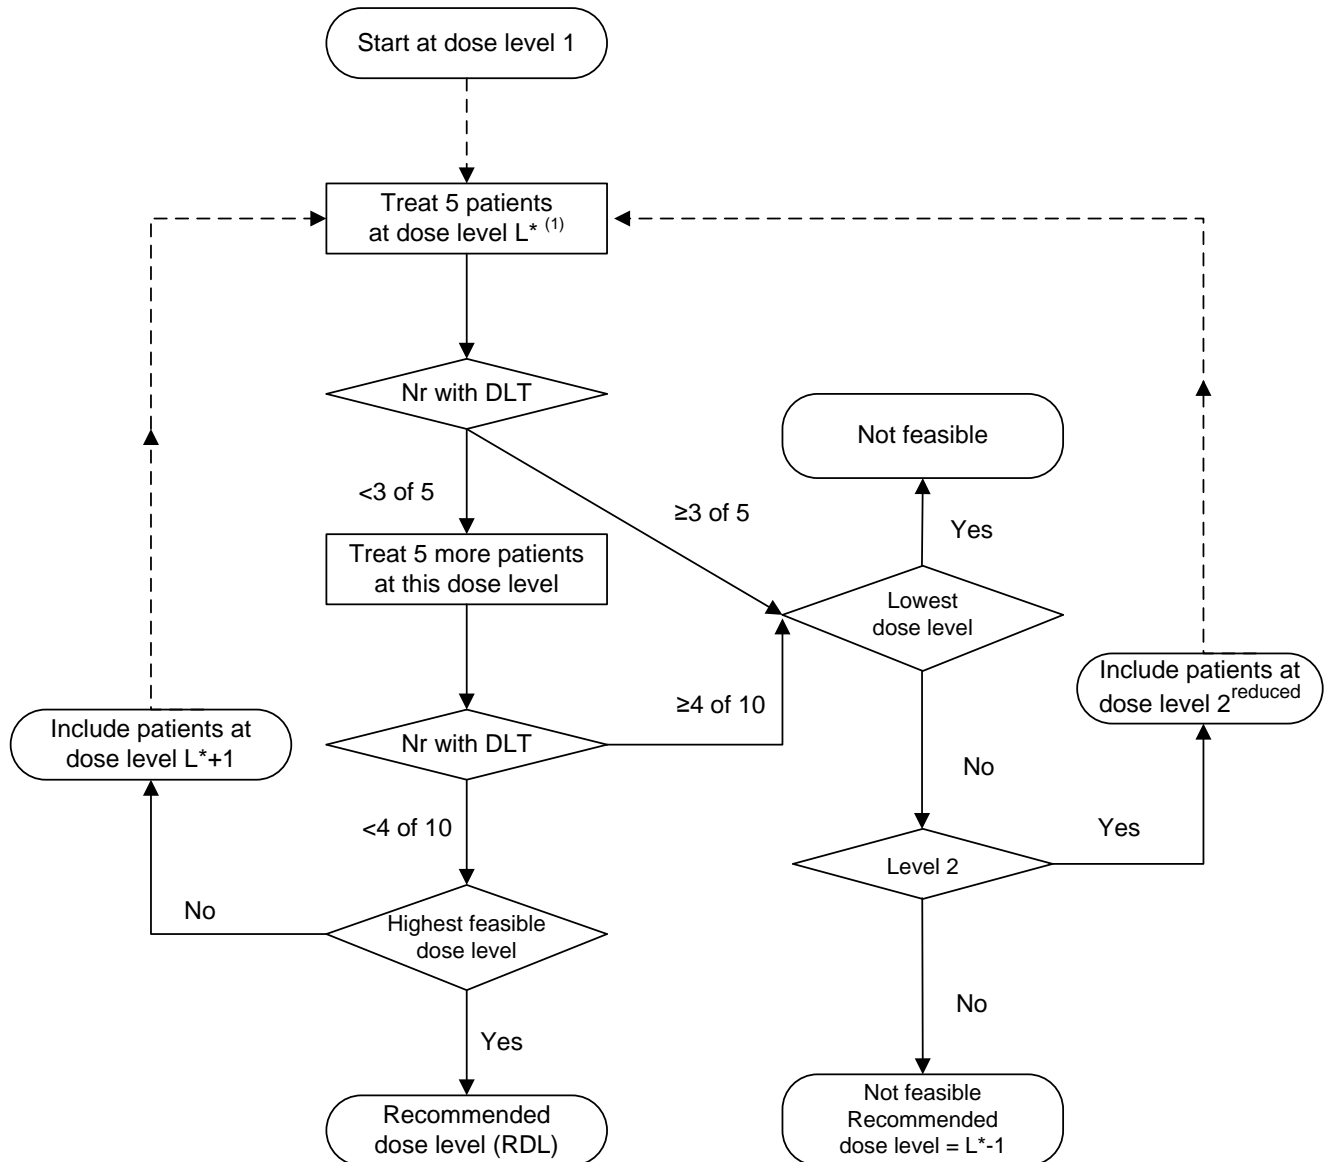 Start at dose level 1
Treat 5 patients
at dose level L* (1)
Nr with DLT
Not feasible
<3 of 5
≥3 of 5
Yes
Treat 5 more patients
at this dose level
Lowest
dose level
Include patients at
dose level 2reduced
≥4 of 10
Include patients at
dose level L*+1
Nr with DLT
No
<4 of 10
Yes
Level 2
No
Highest feasible
dose level
No
Yes
Not feasible
Recommended
dose level = L*-1
Recommended
dose level (RDL)